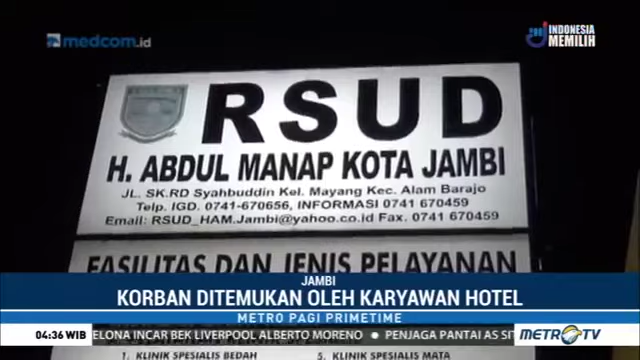 medcom.id
INDONESIA
MEMILIH
RSUD
H. ABDUL MANAP KOTA JAMBI
JL. SK.RD Syahbuddin Kel. Mayang Kec. Alam Barajo
Telp. IGD. 0741-670656, INFORMASI 0741 670459
Email: RSUD_HAM.Jambi@yahoo.co.id Fax. 0741 670459
FASILITAS DAN JENIS PELAYANAN
JAMBI
KORBAN DITEMUKAN OLEH KARYAWAN HOTEL
METRO PAGI PRIMETIME
04:36 WIB ELONA INCAR BEK LIVERPOOL ALBERTO MORENO • PENJAGA PANTAI AS SIT
METRO TV
1. KLINIK SPESIALIS BEDAH 5. KLINIK SPESIALIS MATA